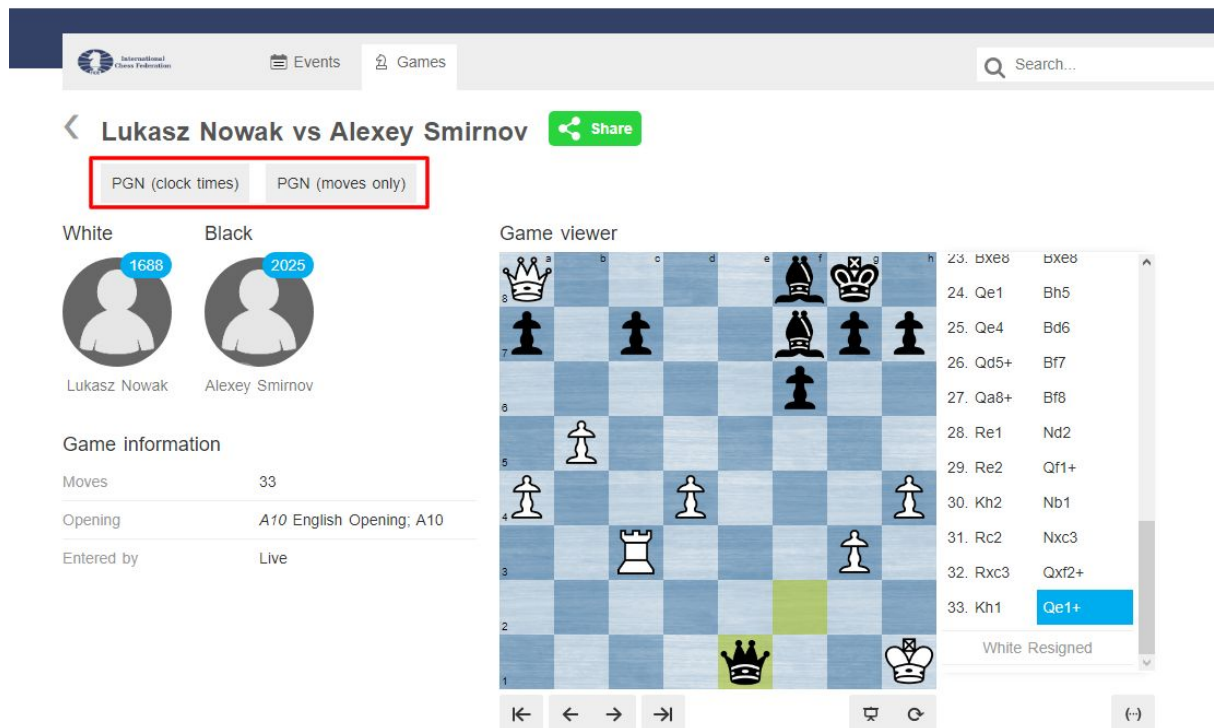 International
Chess Federation
Events
Games
Search...
Lukasz Nowak vs Alexey Smirnov
Share
PGN (clock times) PGN (moves only)
White Black
1688 2025
Lukasz Nowak Alexey Smirnov
Game information
Moves 33
Opening A10 English Opening; A10
Entered by Live
Game viewer
a b c d e f g h
8
7
6
5
4
3
2
1
23. Bxe8 Bxe8
24. Qe1 Bh5
25. Qe4 Bd6
26. Qd5+ Bf7
27. Qa8+ Bf8
28. Re1 Nd2
29. Re2 Qf1+
30. Kh2 Nb1
31. Rc2 Nxc3
32. Rxc3 Qxf2+
33. Kh1 Qe1+
White Resigned